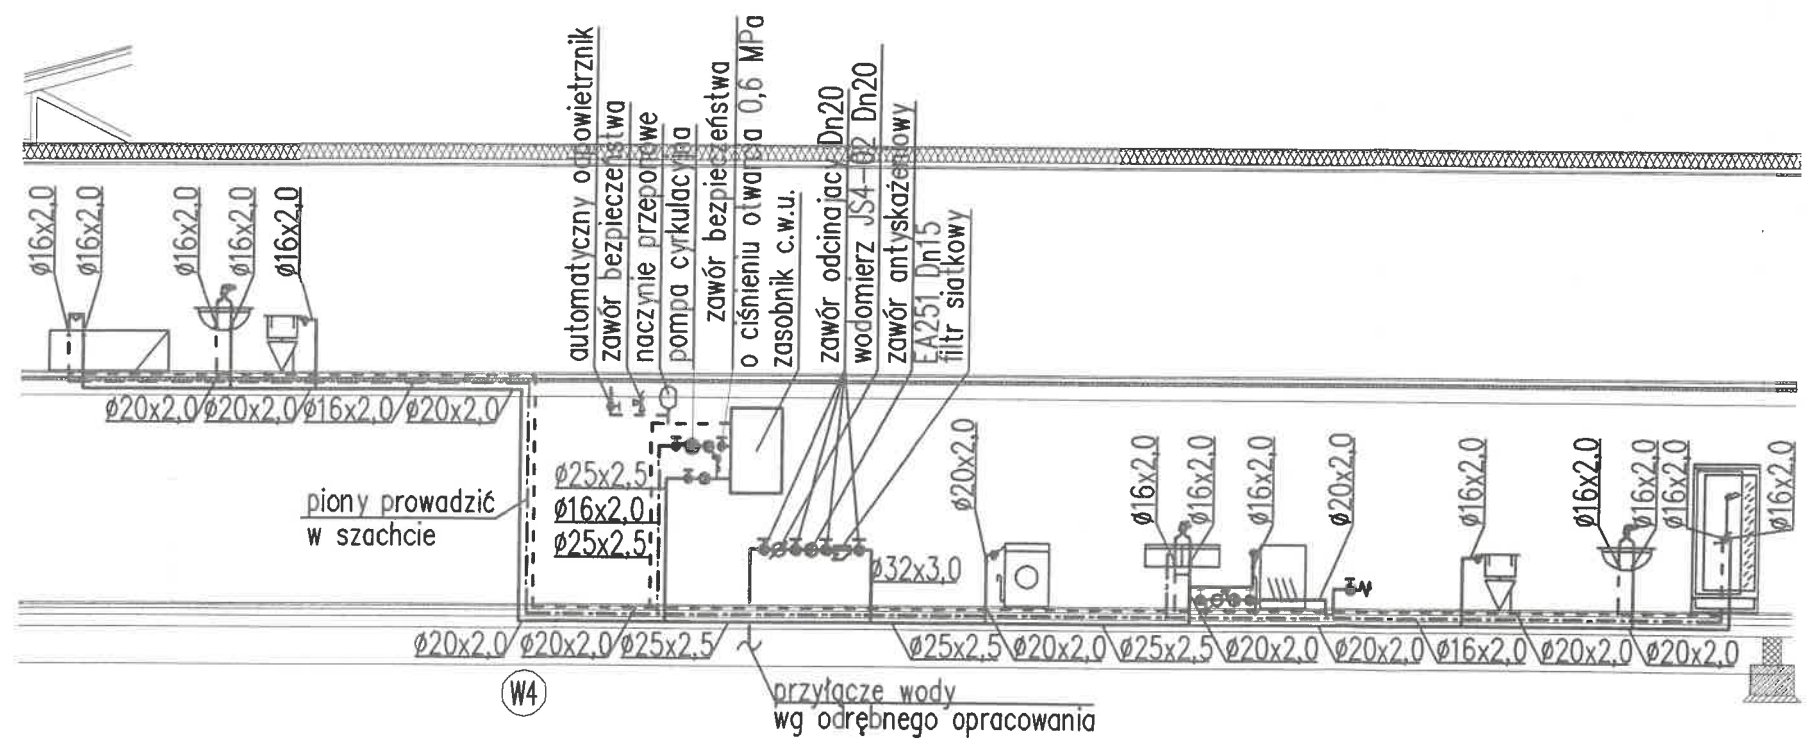 automatyczny odpowietrznik
zawór bezpieczeństwa
naczynie przeponowe
pompa cyrkulacyjna
zawór bezpieczeństwa
o ciśnieniu otwarcia 0,6 MPa
zasobnik c.w.u.
zawór odcinający Dn20
wodomierz JS4-02 Dn20
zawór antyskażeniowy
EA251 Dn15
filtr siatkowy
ø16x2,0
ø16x2,0
ø16x2,0
ø16x2,0
ø16x2,0
ø20x2,0
ø20x2,0
ø16x2,0
ø20x2,0
piony prowadzić
w szachcie
ø25x2,5
ø16x2,0
ø25x2,5
ø32x3,0
ø20x2,0
ø16x2,0
ø16x2,0
ø16x2,0
ø20x2,0
ø16x2,0
ø16x2,0
ø16x2,0
ø16x2,0
ø16x2,0
ø20x2,0
ø20x2,0
ø25x2,5
ø25x2,5
ø20x2,0
ø25x2,5
ø20x2,0
ø20x2,0
ø16x2,0
ø20x2,0
ø20x2,0
W4
przyłącze wody
wg odrębnego opracowania